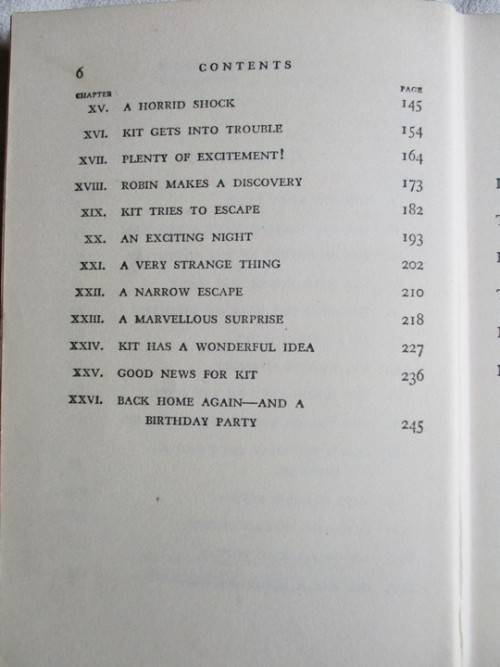 6 CONTENTS
CHAPTER PAGE
XV. A HORRID SHOCK 145
XVI. KIT GETS INTO TROUBLE 154
XVII. PLENTY OF EXCITEMENT! 164
XVIII. ROBIN MAKES A DISCOVERY 173
XIX. KIT TRIES TO ESCAPE 182
XX. AN EXCITING NIGHT 193
XXI. A VERY STRANGE THING 202
XXII. A NARROW ESCAPE 210
XXIII. A MARVELLOUS SURPRISE 218
XXIV. KIT HAS A WONDERFUL IDEA 227
XXV. GOOD NEWS FOR KIT 236
XXVI. BACK HOME AGAIN—AND A
BIRTHDAY PARTY 245